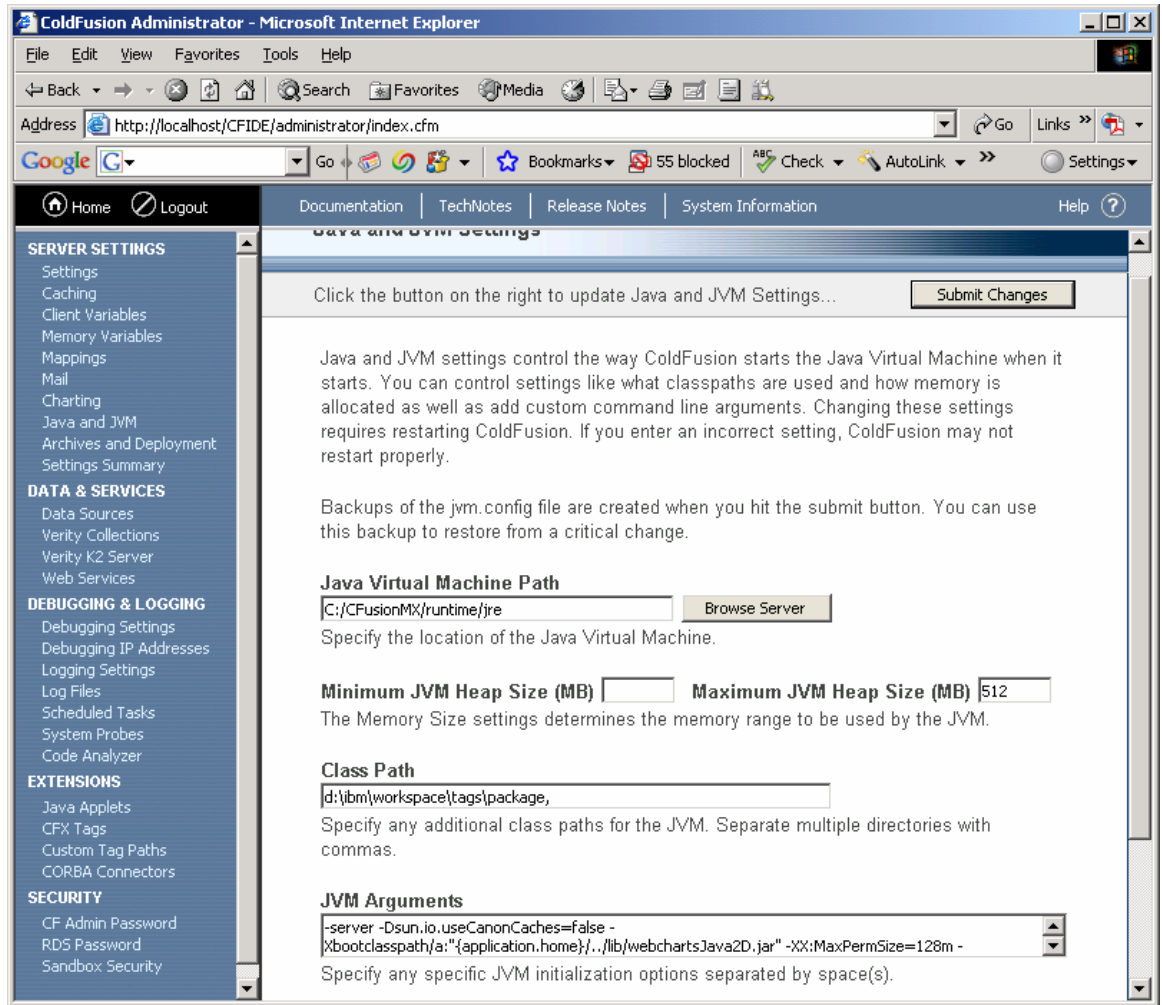 ColdFusion Administrator - Microsoft Internet Explorer
File Edit View Favorites Tools Help
Back Search Favorites Media
Address http://localhost/CFIDE/administrator/index.cfm Go Links »
Google G Go 55 blocked Bookmarks ABC Check AutoLink » Settings
Home Logout
Documentation TechNotes Release Notes System Information Help ?
SERVER SETTINGS
Settings
Caching
Client Variables
Memory Variables
Mappings
Mail
Charting
Java and JVM
Archives and Deployment
Settings Summary
DATA & SERVICES
Data Sources
Verity Collections
Verity K2 Server
Web Services
DEBUGGING & LOGGING
Debugging Settings
Debugging IP Addresses
Logging Settings
Log Files
Scheduled Tasks
System Probes
Code Analyzer
EXTENSIONS
Java Applets
CFX Tags
Custom Tag Paths
CORBA Connectors
SECURITY
CF Admin Password
RDS Password
Sandbox Security
Java and JVM Settings
Click the button on the right to update Java and JVM Settings... Submit Changes
Java and JVM settings control the way ColdFusion starts the Java Virtual Machine when it
starts. You can control settings like what classpaths are used and how memory is
allocated as well as add custom command line arguments. Changing these settings
requires restarting ColdFusion. If you enter an incorrect setting, ColdFusion may not
restart properly.
Backups of the jvm.config file are created when you hit the submit button. You can use
this backup to restore from a critical change.
Java Virtual Machine Path
C:/CFusionMX/runtime/jre Browse Server
Specify the location of the Java Virtual Machine.
Minimum JVM Heap Size (MB) Maximum JVM Heap Size (MB) 512
The Memory Size settings determines the memory range to be used by the JVM.
Class Path
d:\ibm\workspace\tags\package,
Specify any additional class paths for the JVM. Separate multiple directories with
commas.
JVM Arguments
-server -Dsun.io.useCanonCaches=false -
Xbootclasspath/a:"{application.home}/../lib/webchartsJava2D.jar" -XX:MaxPermSize=128m -
Specify any specific JVM initialization options separated by space(s).